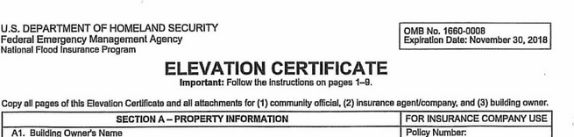 U.S. DEPARTMENT OF HOMELAND SECURITY
Federal Emergency Management Agency
National Flood Insurance Program
OMB No. 1660-0008
Expiration Date: November 30, 2018
ELEVATION CERTIFICATE
Important: Follow the instructions on pages 1–9.
Copy all pages of this Elevation Certificate and all attachments for (1) community official, (2) insurance agent/company, and (3) building owner.
SECTION A – PROPERTY INFORMATION
FOR INSURANCE COMPANY USE
A1. Building Owner's Name
Policy Number: